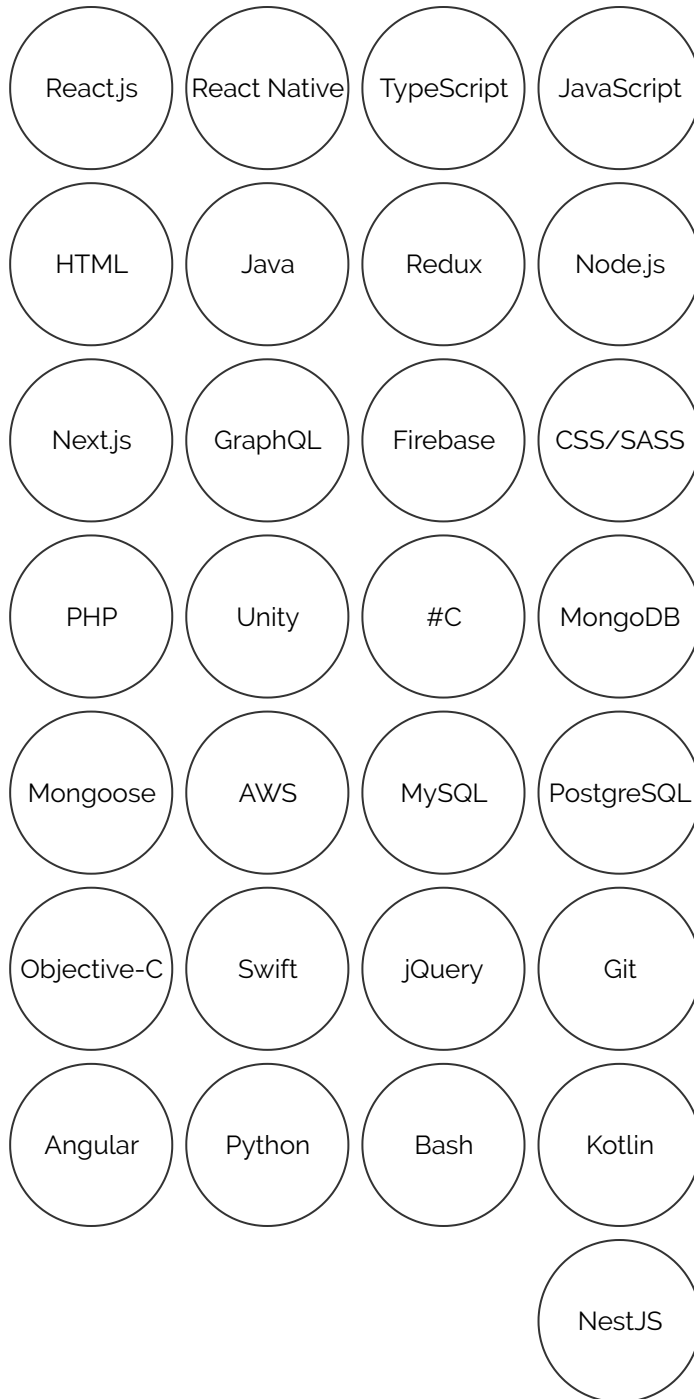 React.js
React Native
TypeScript
JavaScript
HTML
Java
Redux
Node.js
Next.js
GraphQL
Firebase
CSS/SASS
PHP
Unity
#C
MongoDB
Mongoose
AWS
MySQL
PostgreSQL
Objective-C
Swift
jQuery
Git
Angular
Python
Bash
Kotlin
NestJS